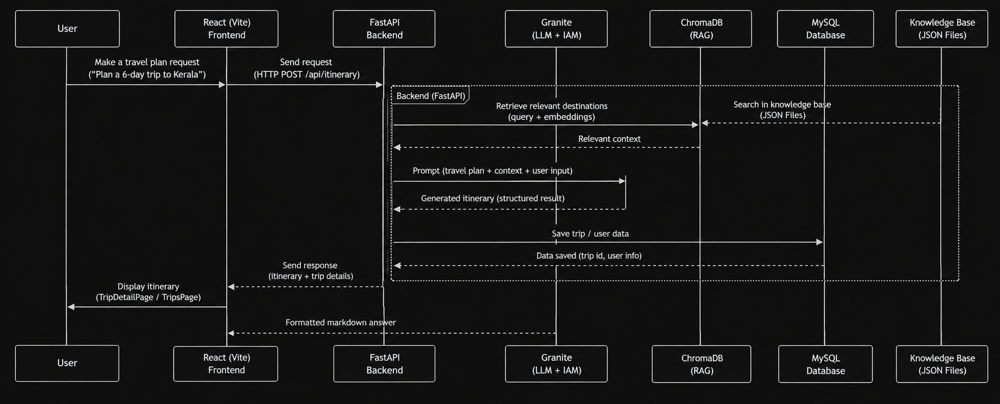 User
React (Vite)
Frontend
FastAPI
Backend
Granite
(LLM + IAM)
ChromaDB
(RAG)
MySQL
Database
Knowledge Base
(JSON Files)
Make a travel plan request
(“Plan a 6-day trip to Kerala”)
Send request
(HTTP POST /api/itinerary)
Backend (FastAPI)
Retrieve relevant destinations
(query + embeddings)
Search in knowledge base
(JSON Files)
Relevant context
Prompt (travel plan + context + user input)
Generated itinerary (structured result)
Save trip / user data
Data saved (trip id, user info)
Send response
(itinerary + trip details)
Display itinerary
(TripDetailPage / TripsPage)
Formatted markdown answer
User
React (Vite)
Frontend
FastAPI
Backend
Granite
(LLM + IAM)
ChromaDB
(RAG)
MySQL
Database
Knowledge Base
(JSON Files)